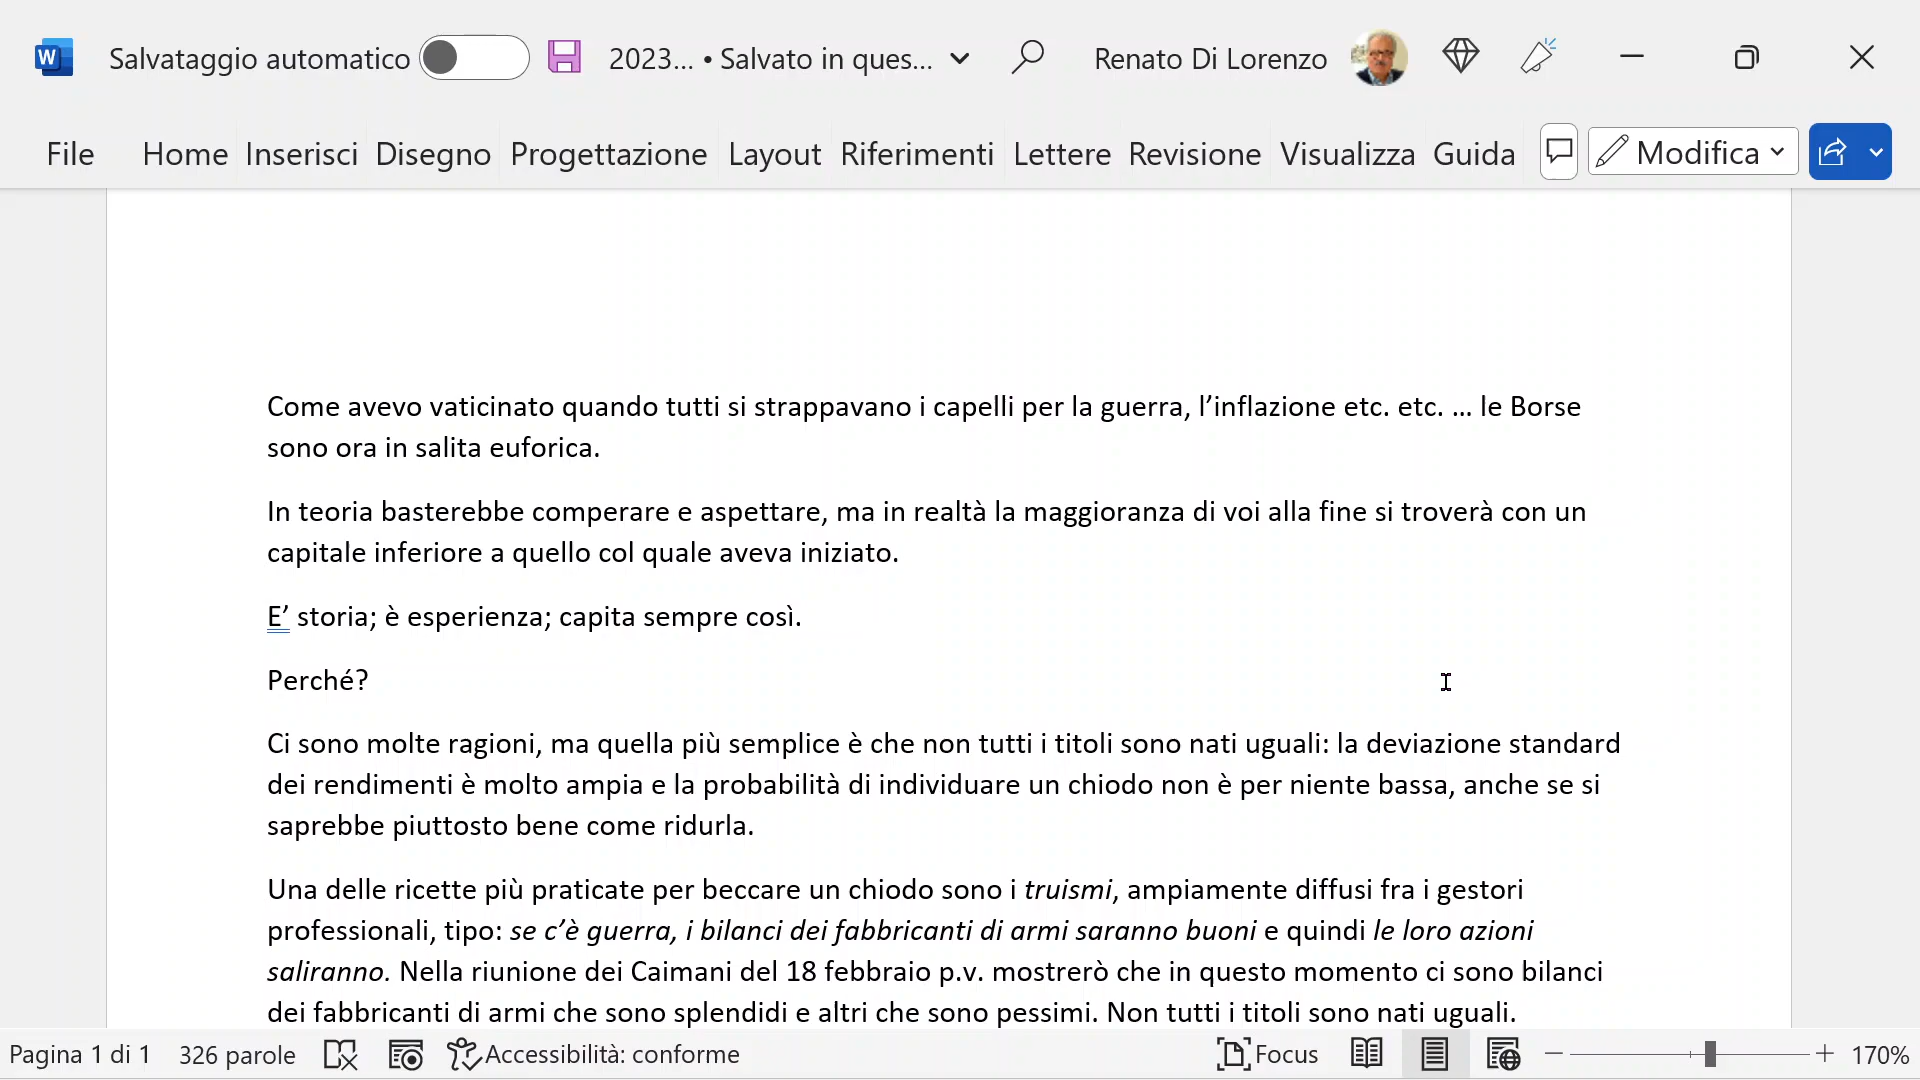 W Salvataggio automatico 2023... • Salvato in ques... Renato Di Lorenzo
File Home Inserisci Disegno Progettazione Layout Riferimenti Lettere Revisione Visualizza Guida Modifica
Come avevo vaticinato quando tutti si strappavano i capelli per la guerra, l’inflazione etc. etc. … le Borse
sono ora in salita euforica.
In teoria basterebbe comperare e aspettare, ma in realtà la maggioranza di voi alla fine si troverà con un
capitale inferiore a quello col quale aveva iniziato.
E’ storia; è esperienza; capita sempre così.
Perché?
Ci sono molte ragioni, ma quella più semplice è che non tutti i titoli sono nati uguali: la deviazione standard
dei rendimenti è molto ampia e la probabilità di individuare un chiodo non è per niente bassa, anche se si
saprebbe piuttosto bene come ridurla.
Una delle ricette più praticate per beccare un chiodo sono i truismi, ampiamente diffusi fra i gestori
professionali, tipo: se c’è guerra, i bilanci dei fabbricanti di armi saranno buoni e quindi le loro azioni
saliranno. Nella riunione dei Caimani del 18 febbraio p.v. mostrerò che in questo momento ci sono bilanci
dei fabbricanti di armi che sono splendidi e altri che sono pessimi. Non tutti i titoli sono nati uguali.
Pagina 1 di 1 326 parole Accessibilità: conforme Focus 170%